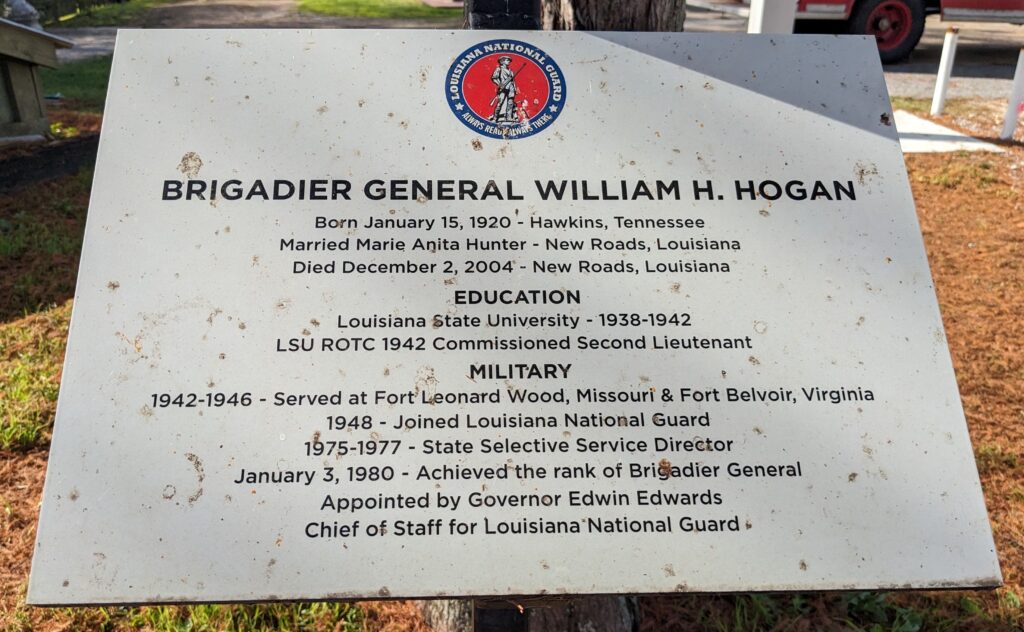 LOUISIANA NATIONAL GUARD
ALWAYS READY ALWAYS THERE
BRIGADIER GENERAL WILLIAM H. HOGAN
Born January 15, 1920 - Hawkins, Tennessee
Married Marie Anita Hunter - New Roads, Louisiana
Died December 2, 2004 - New Roads, Louisiana
EDUCATION
Louisiana State University - 1938-1942
LSU ROTC 1942 Commissioned Second Lieutenant
MILITARY
1942-1946 - Served at Fort Leonard Wood, Missouri & Fort Belvoir, Virginia
1948 - Joined Louisiana National Guard
1975-1977 - State Selective Service Director
January 3, 1980 - Achieved the rank of Brigadier General
Appointed by Governor Edwin Edwards
Chief of Staff for Louisiana National Guard